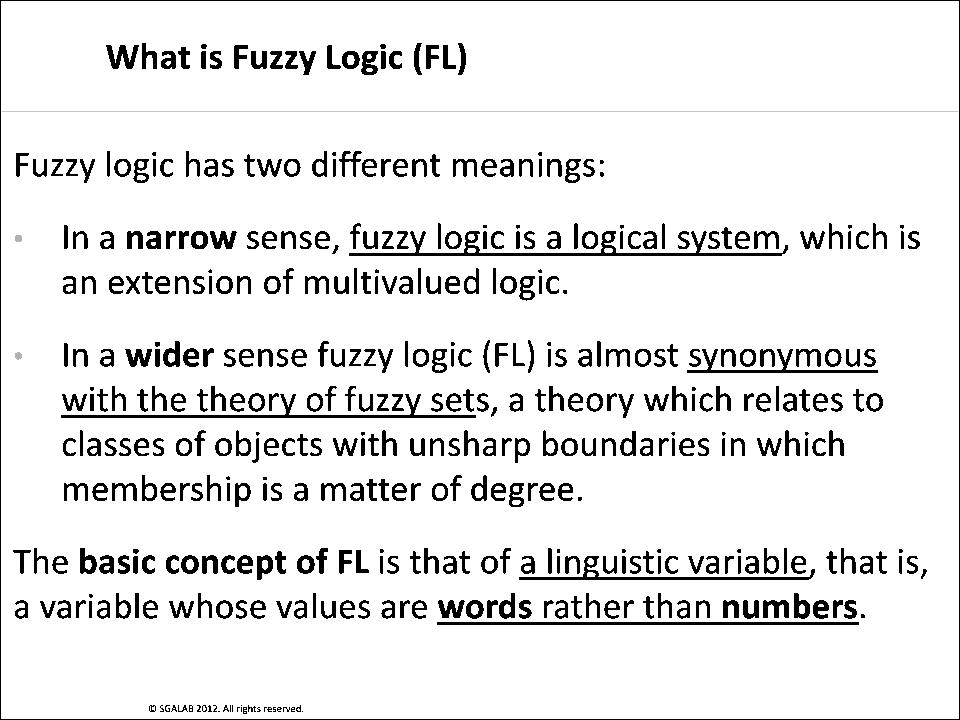 What is Fuzzy Logic (FL)
Fuzzy logic has two different meanings:
• In a narrow sense, fuzzy logic is a logical system, which is
an extension of multivalued logic.
• In a wider sense fuzzy logic (FL) is almost synonymous
with the theory of fuzzy sets, a theory which relates to
classes of objects with unsharp boundaries in which
membership is a matter of degree.
The basic concept of FL is that of a linguistic variable, that is,
a variable whose values are words rather than numbers.
© SGALAB 2012. All rights reserved.